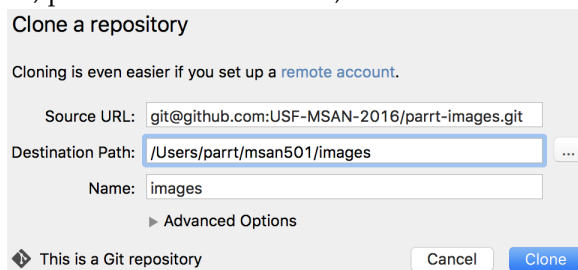 Clone a repository
Cloning is even easier if you set up a remote account.
Source URL: git@github.com:USF-MSAN-2016/parrt-images.git
Destination Path: /Users/parrt/msan501/images ...
Name: images
Advanced Options
This is a Git repository Cancel Clone